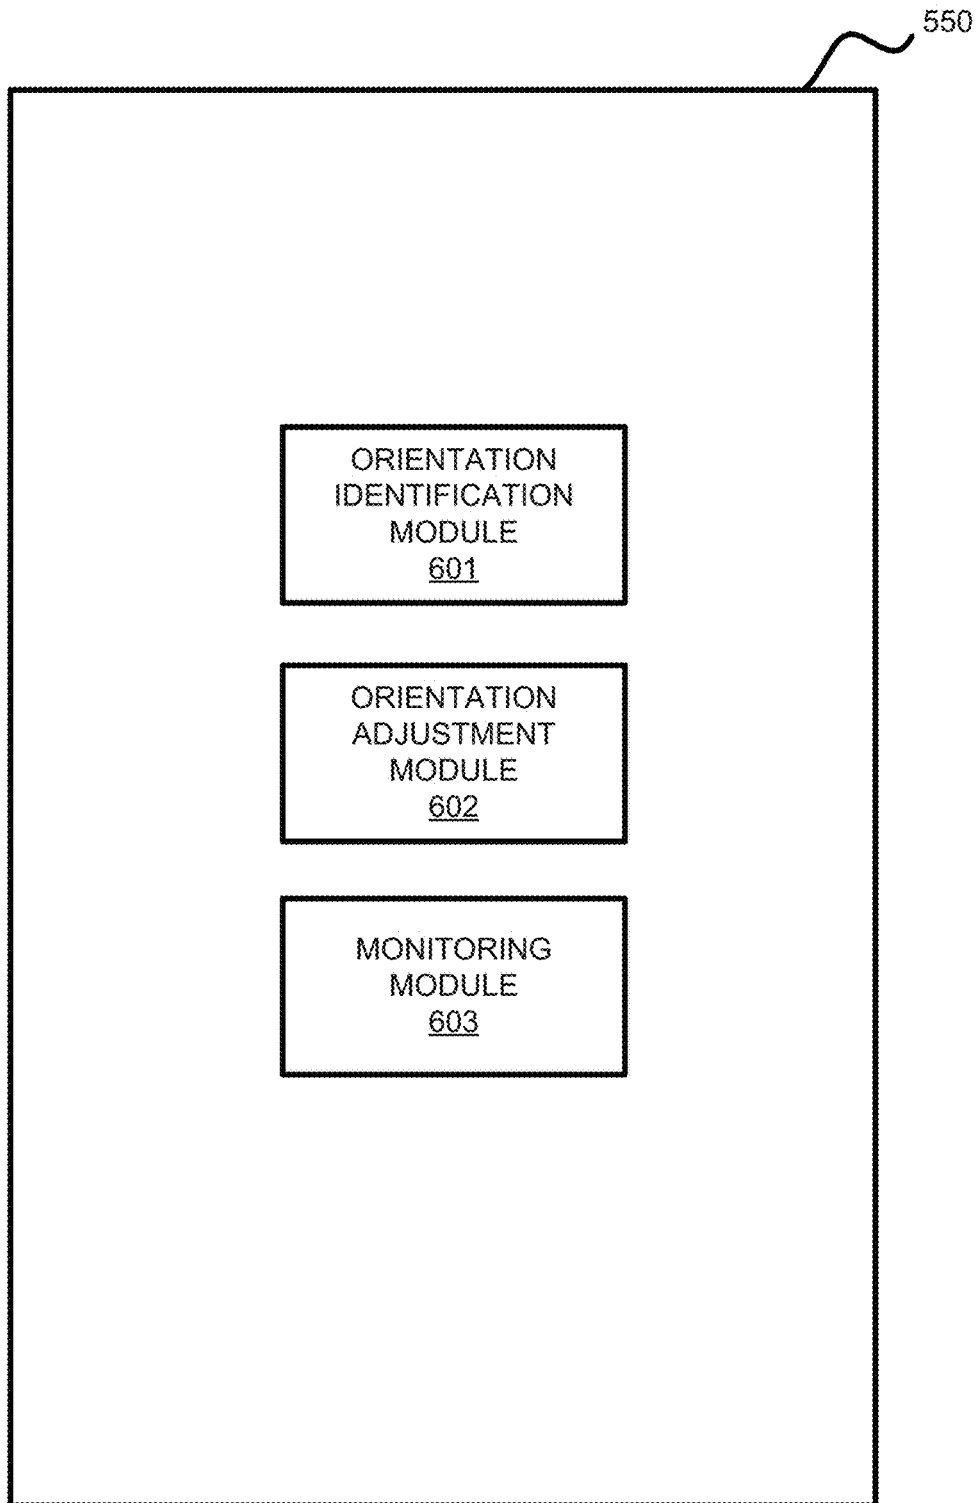 550
ORIENTATION
IDENTIFICATION
MODULE
601
ORIENTATION
ADJUSTMENT
MODULE
602
MONITORING
MODULE
603